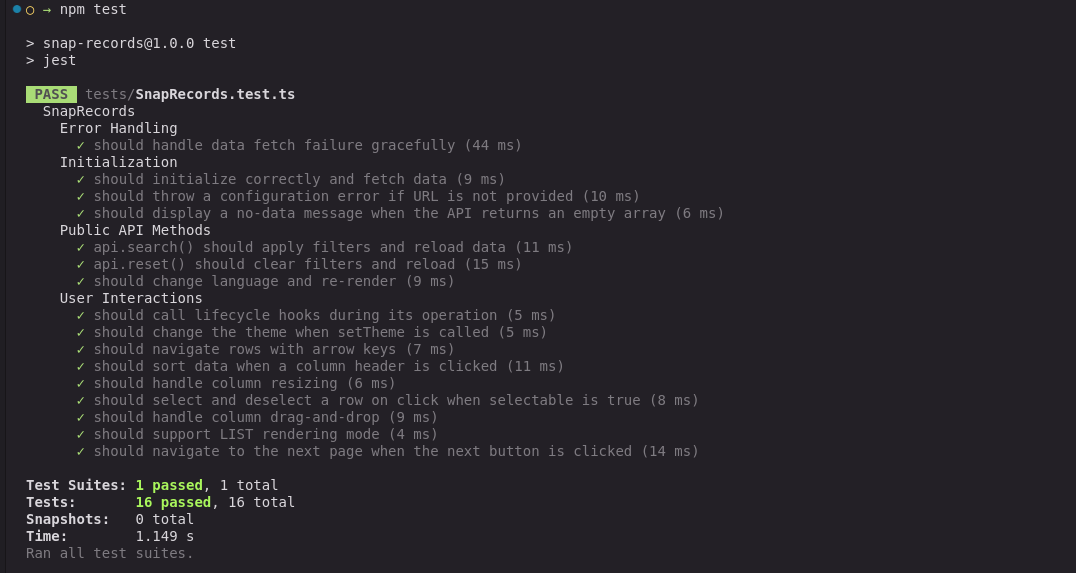 → npm test
> snap-records@1.0.0 test
> jest
PASS tests/SnapRecords.test.ts
SnapRecords
Error Handling
✓ should handle data fetch failure gracefully (44 ms)
Initialization
✓ should initialize correctly and fetch data (9 ms)
✓ should throw a configuration error if URL is not provided (10 ms)
✓ should display a no-data message when the API returns an empty array (6 ms)
Public API Methods
✓ api.search() should apply filters and reload data (11 ms)
✓ api.reset() should clear filters and reload (15 ms)
✓ should change language and re-render (9 ms)
User Interactions
✓ should call lifecycle hooks during its operation (5 ms)
✓ should change the theme when setTheme is called (5 ms)
✓ should navigate rows with arrow keys (7 ms)
✓ should sort data when a column header is clicked (11 ms)
✓ should handle column resizing (6 ms)
✓ should select and deselect a row on click when selectable is true (8 ms)
✓ should handle column drag-and-drop (9 ms)
✓ should support LIST rendering mode (4 ms)
✓ should navigate to the next page when the next button is clicked (14 ms)
Test Suites: 1 passed, 1 total
Tests: 16 passed, 16 total
Snapshots: 0 total
Time: 1.149 s
Ran all test suites.